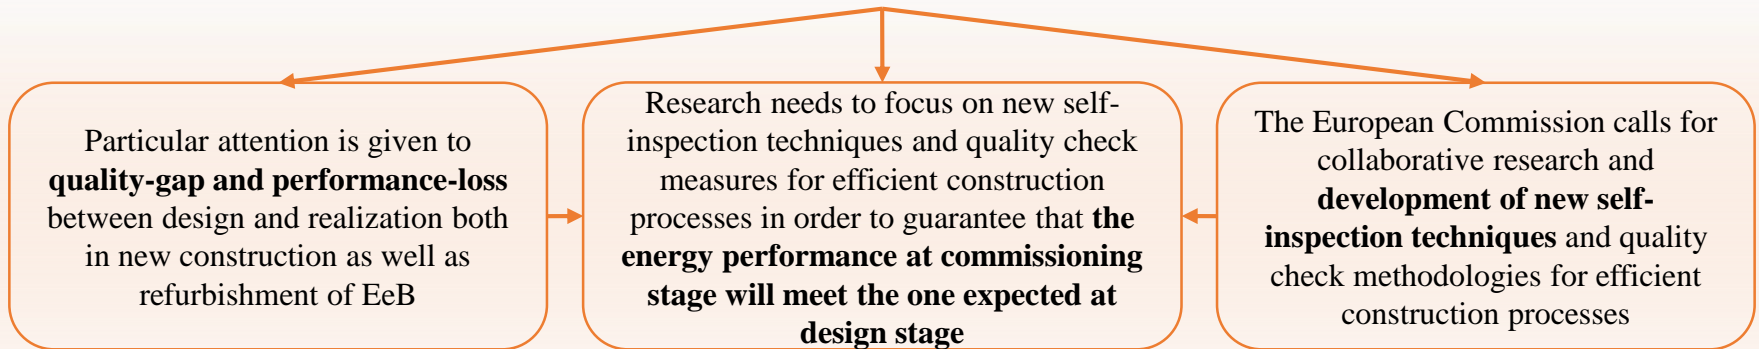 Particular attention is given to
quality-gap and performance-loss
between design and realization both
in new construction as well as
refurbishment of EeB
Research needs to focus on new self-
inspection techniques and quality check
measures for efficient construction
processes in order to guarantee that the
energy performance at commissioning
stage will meet the one expected at
design stage
The European Commission calls for
collaborative research and
development of new self-
inspection techniques and quality
check methodologies for efficient
construction processes